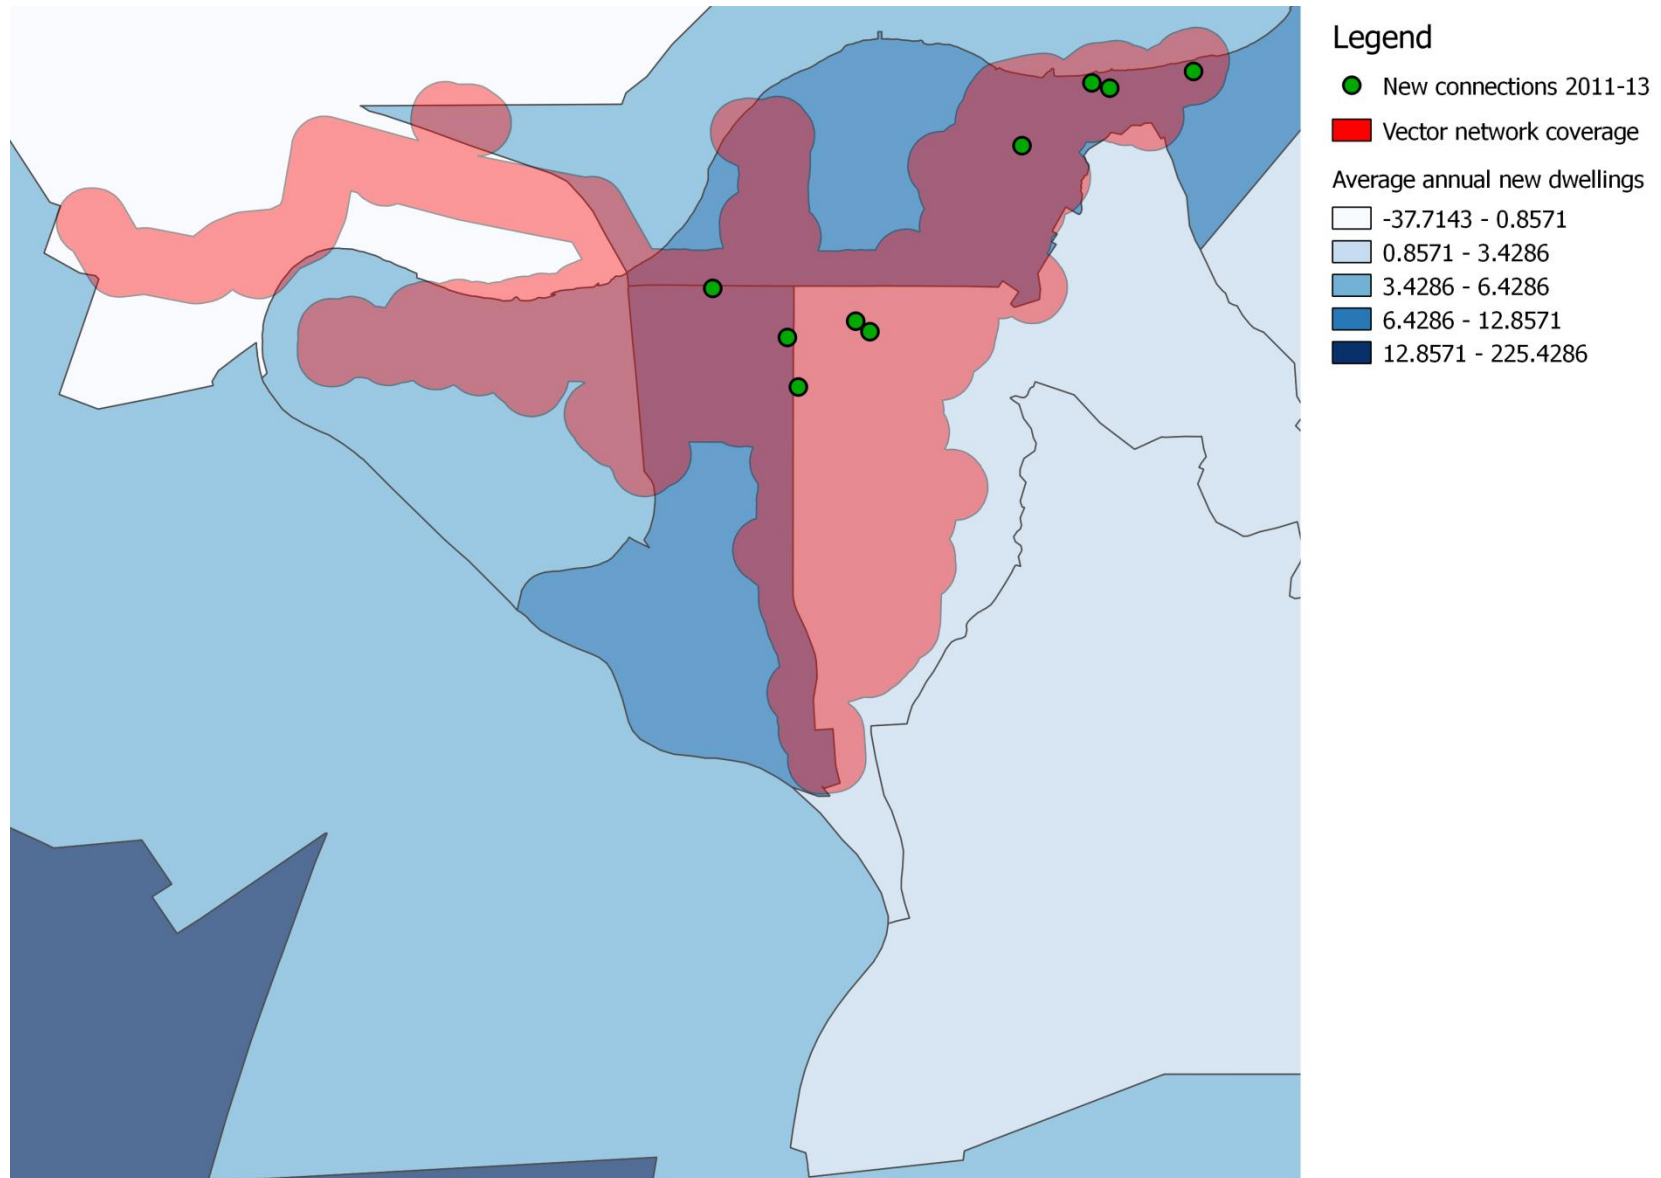 Legend
New connections 2011-13
Vector network coverage
Average annual new dwellings
-37.7143 - 0.8571
0.8571 - 3.4286
3.4286 - 6.4286
6.4286 - 12.8571
12.8571 - 225.4286